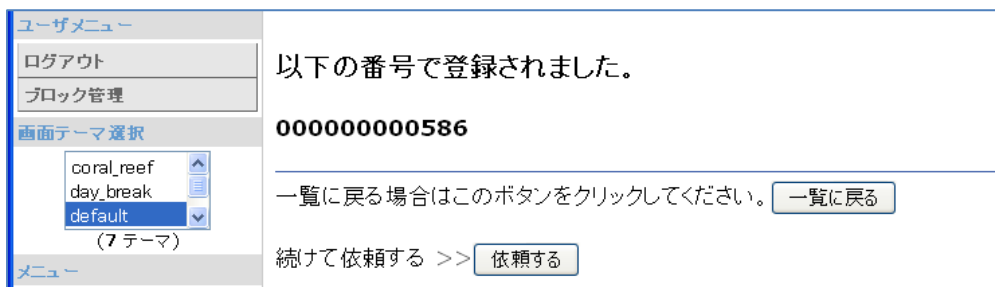 ユーザメニュー
ログアウト
ブロック管理
画面テーマ選択
coral_reef
day_break
default
(7 テーマ)
メニュー
以下の番号で登録されました。
000000000586
一覧に戻る場合はこのボタンをクリックしてください。 一覧に戻る
続けて依頼する >> 依頼する